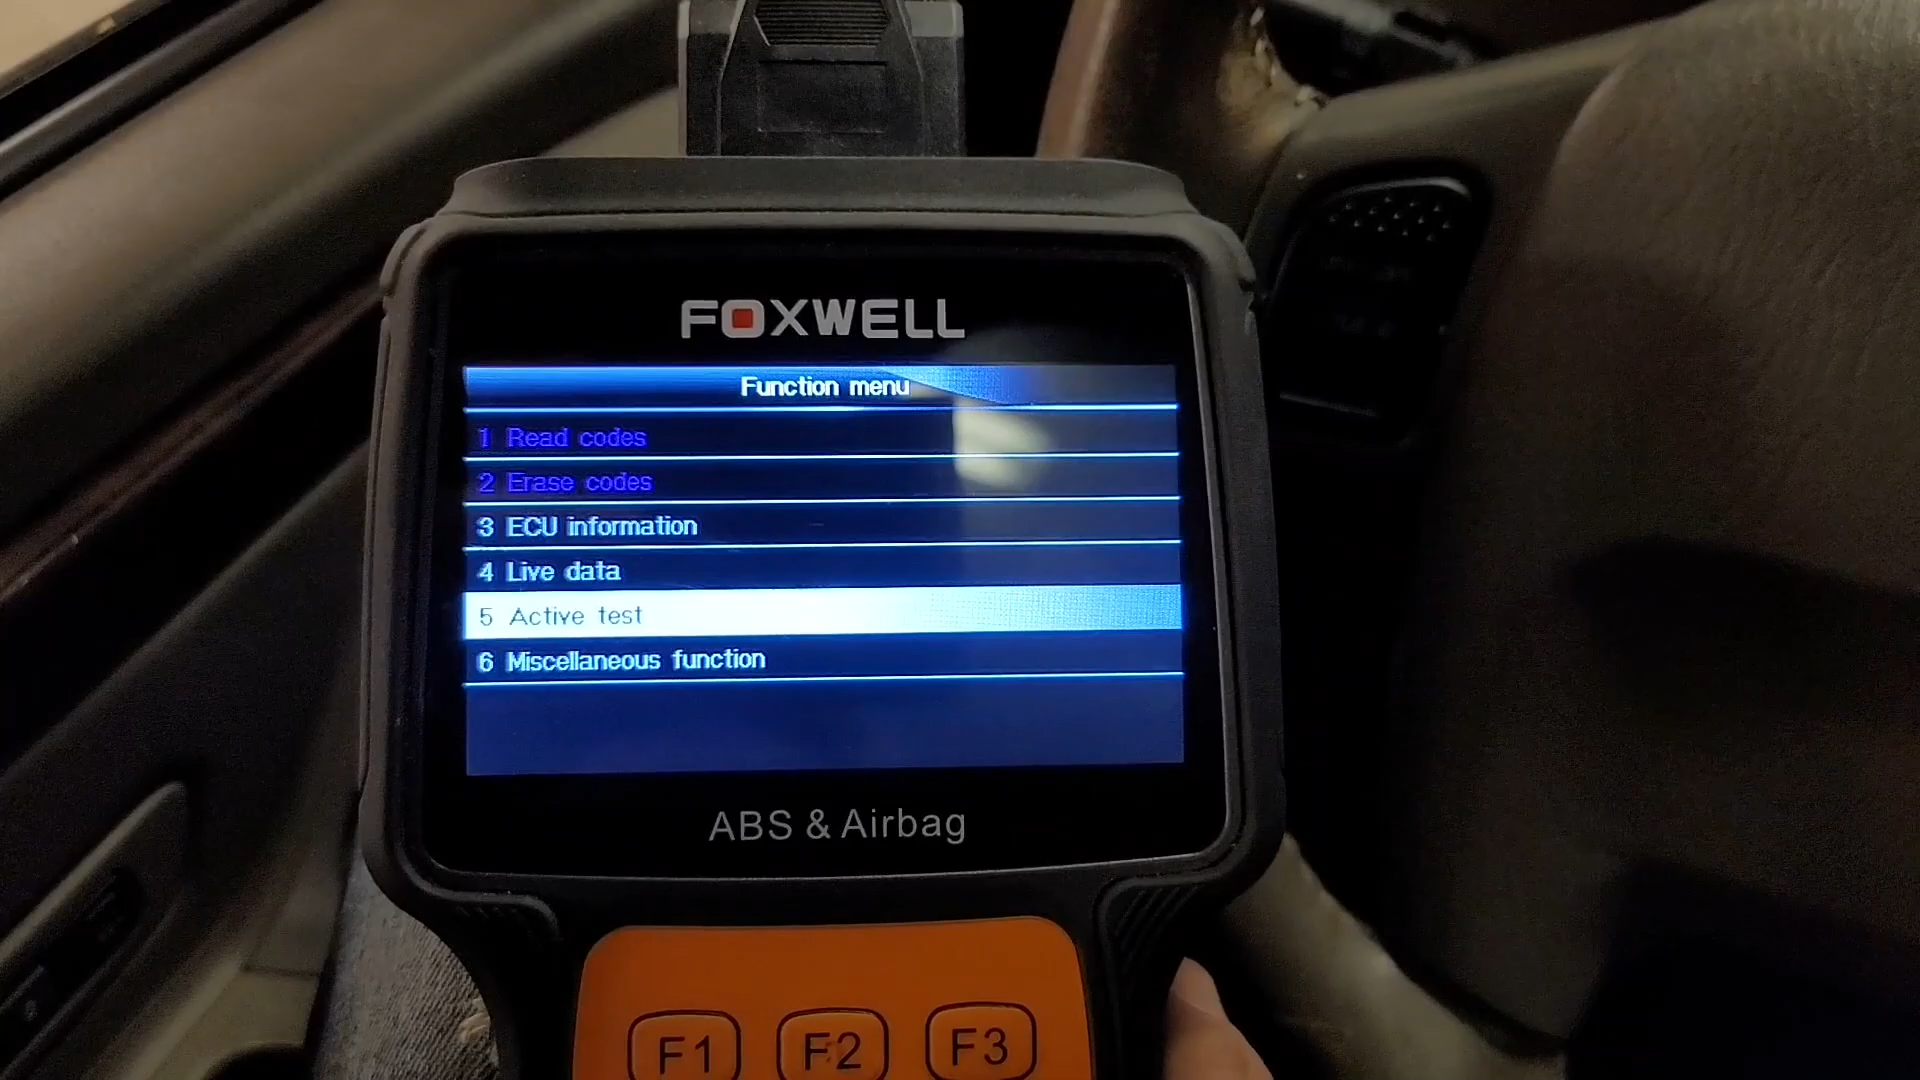 FOXWELL
Function menu
1 Read codes
2 Erase codes
3 ECU information
4 Live data
5 Active test
6 Miscellaneous function
ABS & Airbag
F1 F2 F3